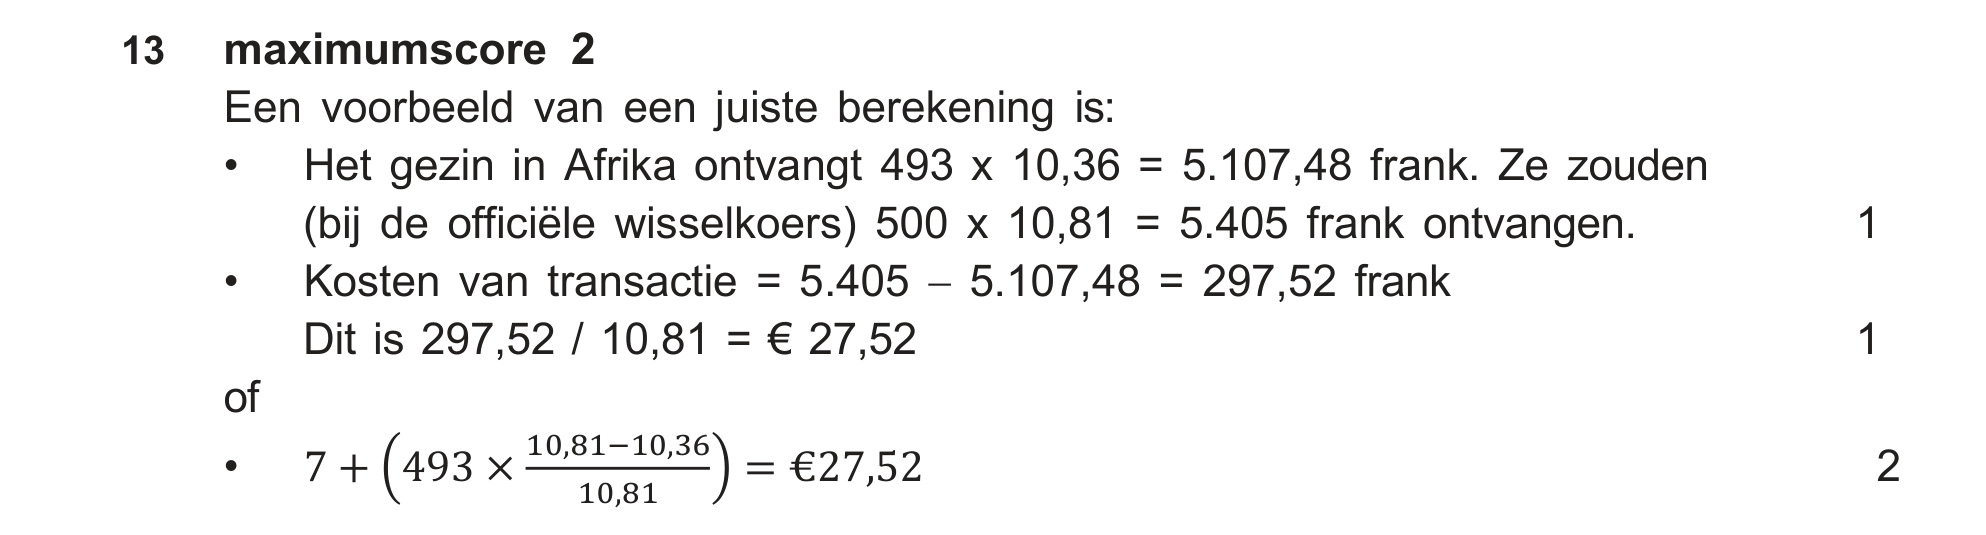 13 maximumscore 2
Een voorbeeld van een juiste berekening is:
• Het gezin in Afrika ontvangt 493 x 10,36 = 5.107,48 frank. Ze zouden
(bij de officiële wisselkoers) 500 x 10,81 = 5.405 frank ontvangen. 1
• Kosten van transactie = 5.405 – 5.107,48 = 297,52 frank
Dit is 297,52 / 10,81 = € 27,52 1
of
• 7 + (493 × (10,81−10,36)/10,81) = €27,52 2